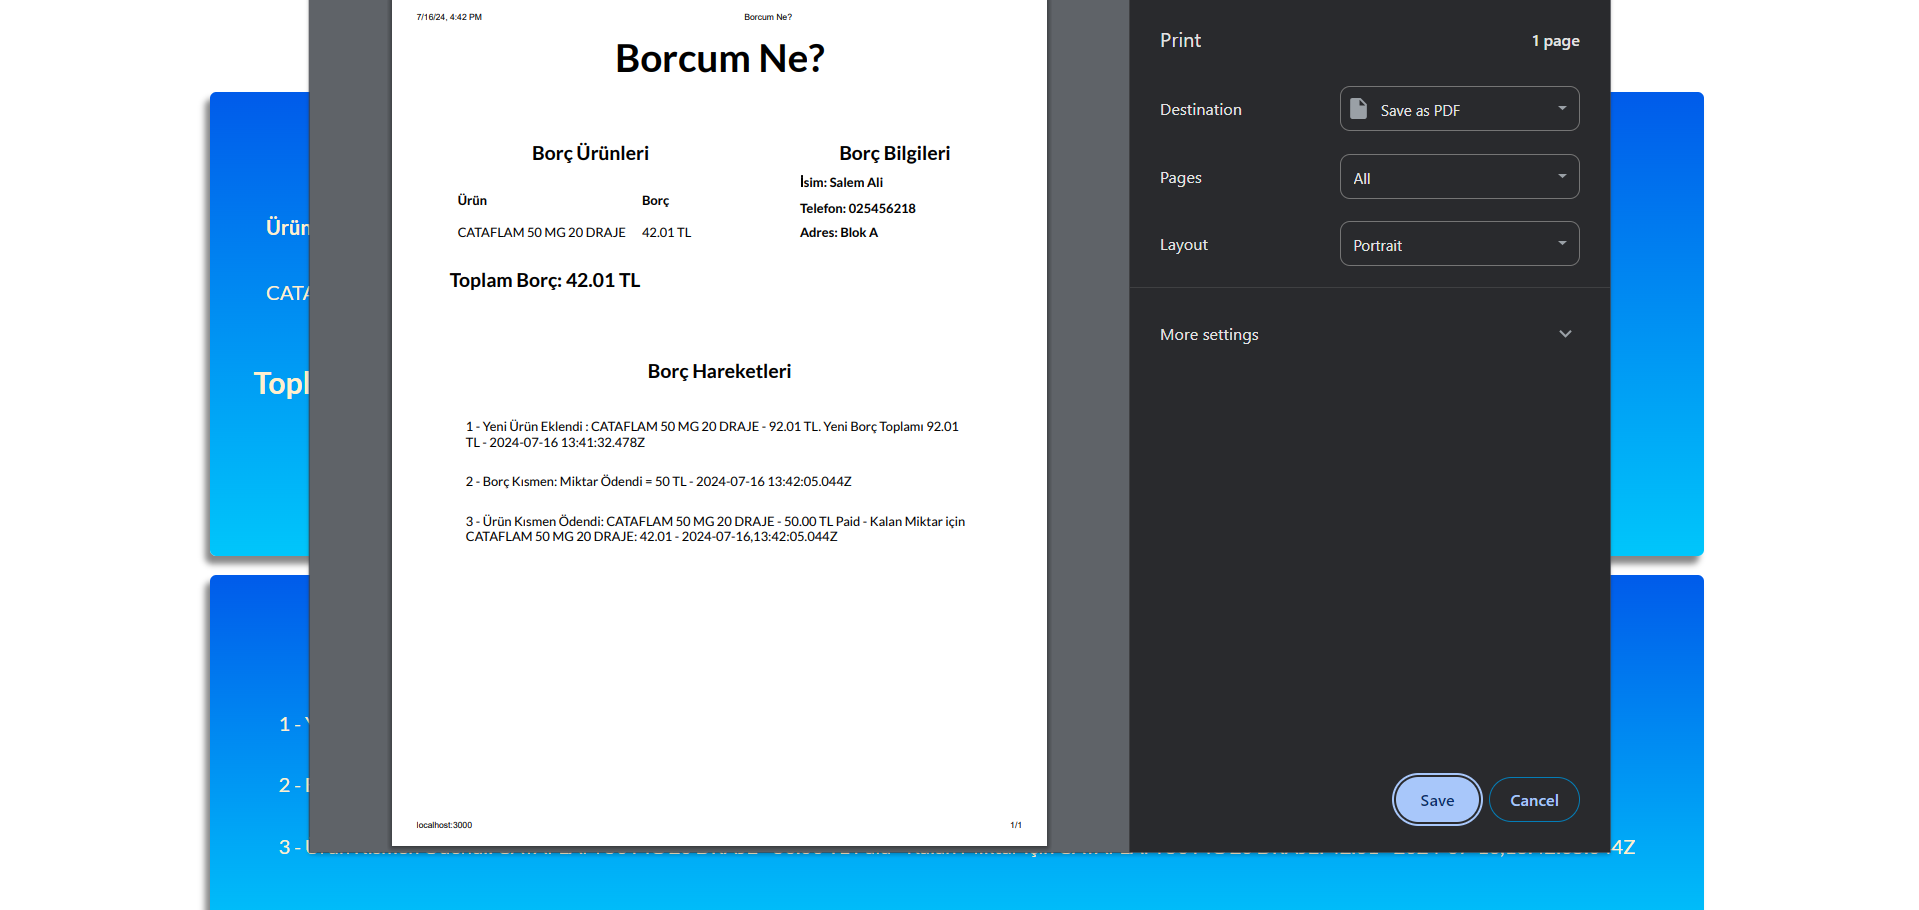 7/16/24, 4:42 PM
Borcum Ne?
Borcum Ne?
Borç Ürünleri
Ürün
Borç
CATAFLAM 50 MG 20 DRAJE
42.01 TL
Toplam Borç: 42.01 TL
Borç Bilgileri
İsim: Salem Ali
Telefon: 025456218
Adres: Blok A
Borç Hareketleri
1 - Yeni Ürün Eklendi : CATAFLAM 50 MG 20 DRAJE - 92.01 TL. Yeni Borç Toplamı 92.01
TL - 2024-07-16 13:41:32.478Z
2 - Borç Kısmen: Miktar Ödendi = 50 TL - 2024-07-16 13:42:05.044Z
3 - Ürün Kısmen Ödendi: CATAFLAM 50 MG 20 DRAJE - 50.00 TL Paid - Kalan Miktar için
CATAFLAM 50 MG 20 DRAJE: 42.01 - 2024-07-16,13:42:05.044Z
localhost:3000
1/1
Print
1 page
Destination
Save as PDF
Pages
All
Layout
Portrait
More settings
Save
Cancel
Ürün
CATA
Topl
1 -
2 -
3 -
4Z